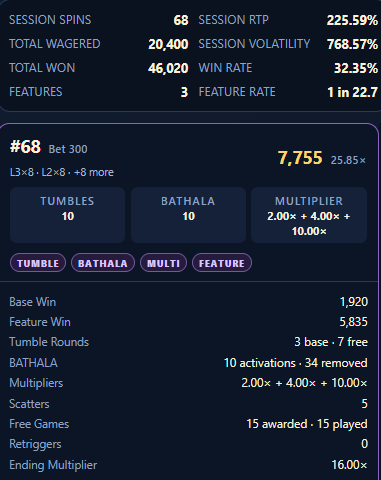 SESSION SPINS 68 SESSION RTP 225.59%
TOTAL WAGERED 20,400 SESSION VOLATILITY 768.57%
TOTAL WON 46,020 WIN RATE 32.35%
FEATURES 3 FEATURE RATE 1 in 22.7
#68 Bet 300 7,755 25.85×
L3×8 · L2×8 · +8 more
TUMBLES BATHALA MULTIPLIER
10 10 2.00× + 4.00× +
10.00×
TUMBLE BATHALA MULTI FEATURE
Base Win 1,920
Feature Win 5,835
Tumble Rounds 3 base · 7 free
BATHALA 10 activations · 34 removed
Multipliers 2.00× + 4.00× + 10.00×
Scatters 5
Free Games 15 awarded · 15 played
Retriggers 0
Ending Multiplier 16.00×